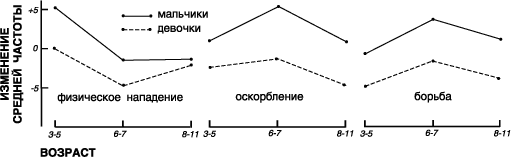 ИЗМЕНЕНИЕ
СРЕДНЕЙ ЧАСТОТЫ
+5
0
-5
мальчики
девочки
физическое нападение
оскорбление
борьба
3-5 6-7 8-11 3-5 6-7 8-11 3-5 6-7 8-11
ВОЗРАСТ